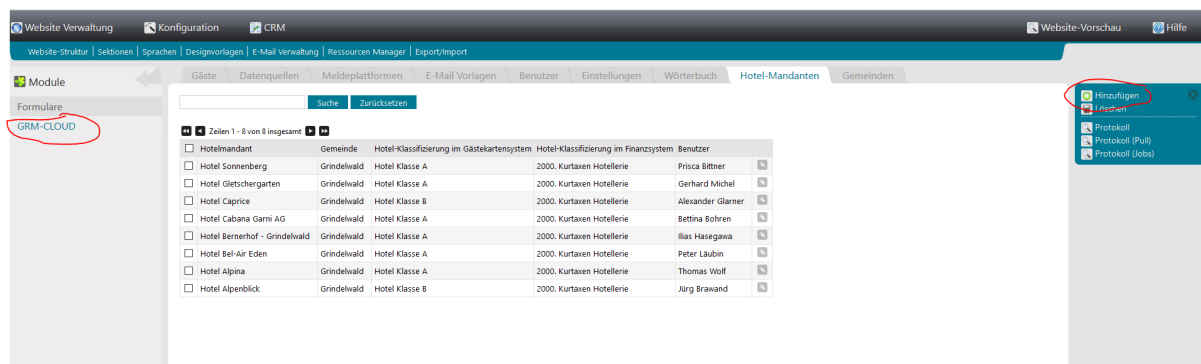 Website Verwaltung Konfiguration CRM Website-Vorschau Hilfe
Website-Struktur | Sektionen | Sprachen | Designvorlagen | E-Mail Verwaltung | Ressourcen Manager | Export/Import
Module
Formulare
GRM-CLOUD
Gäste Datenquellen Meldeplattformen E-Mail Vorlagen Benutzer Einstellungen Wörterbuch Hotel-Mandanten Gemeinden
Suche Zurücksetzen
Zeilen 1 - 8 von 8 insgesamt
Hotelmandant Gemeinde Hotel-Klassifizierung im Gästekartensystem Hotel-Klassifizierung im Finanzsystem Benutzer
Hotel Sonnenberg Grindelwald Hotel Klasse A 2000. Kurtaxen Hotellerie Prisca Bittner
Hotel Gletschergarten Grindelwald Hotel Klasse A 2000. Kurtaxen Hotellerie Gerhard Michel
Hotel Caprice Grindelwald Hotel Klasse B 2000. Kurtaxen Hotellerie Alexander Glarner
Hotel Cabana Garni AG Grindelwald Hotel Klasse A 2000. Kurtaxen Hotellerie Bettina Bohren
Hotel Bernerhof - Grindelwald Grindelwald Hotel Klasse A 2000. Kurtaxen Hotellerie Ilias Hasegawa
Hotel Bel-Air Eden Grindelwald Hotel Klasse A 2000. Kurtaxen Hotellerie Peter Läubin
Hotel Alpina Grindelwald Hotel Klasse A 2000. Kurtaxen Hotellerie Thomas Wolf
Hotel Alpenblick Grindelwald Hotel Klasse B 2000. Kurtaxen Hotellerie Jürg Brawand
Hinzufügen
Löschen
Protokoll
Protokoll (Pull)
Protokoll (Jobs)